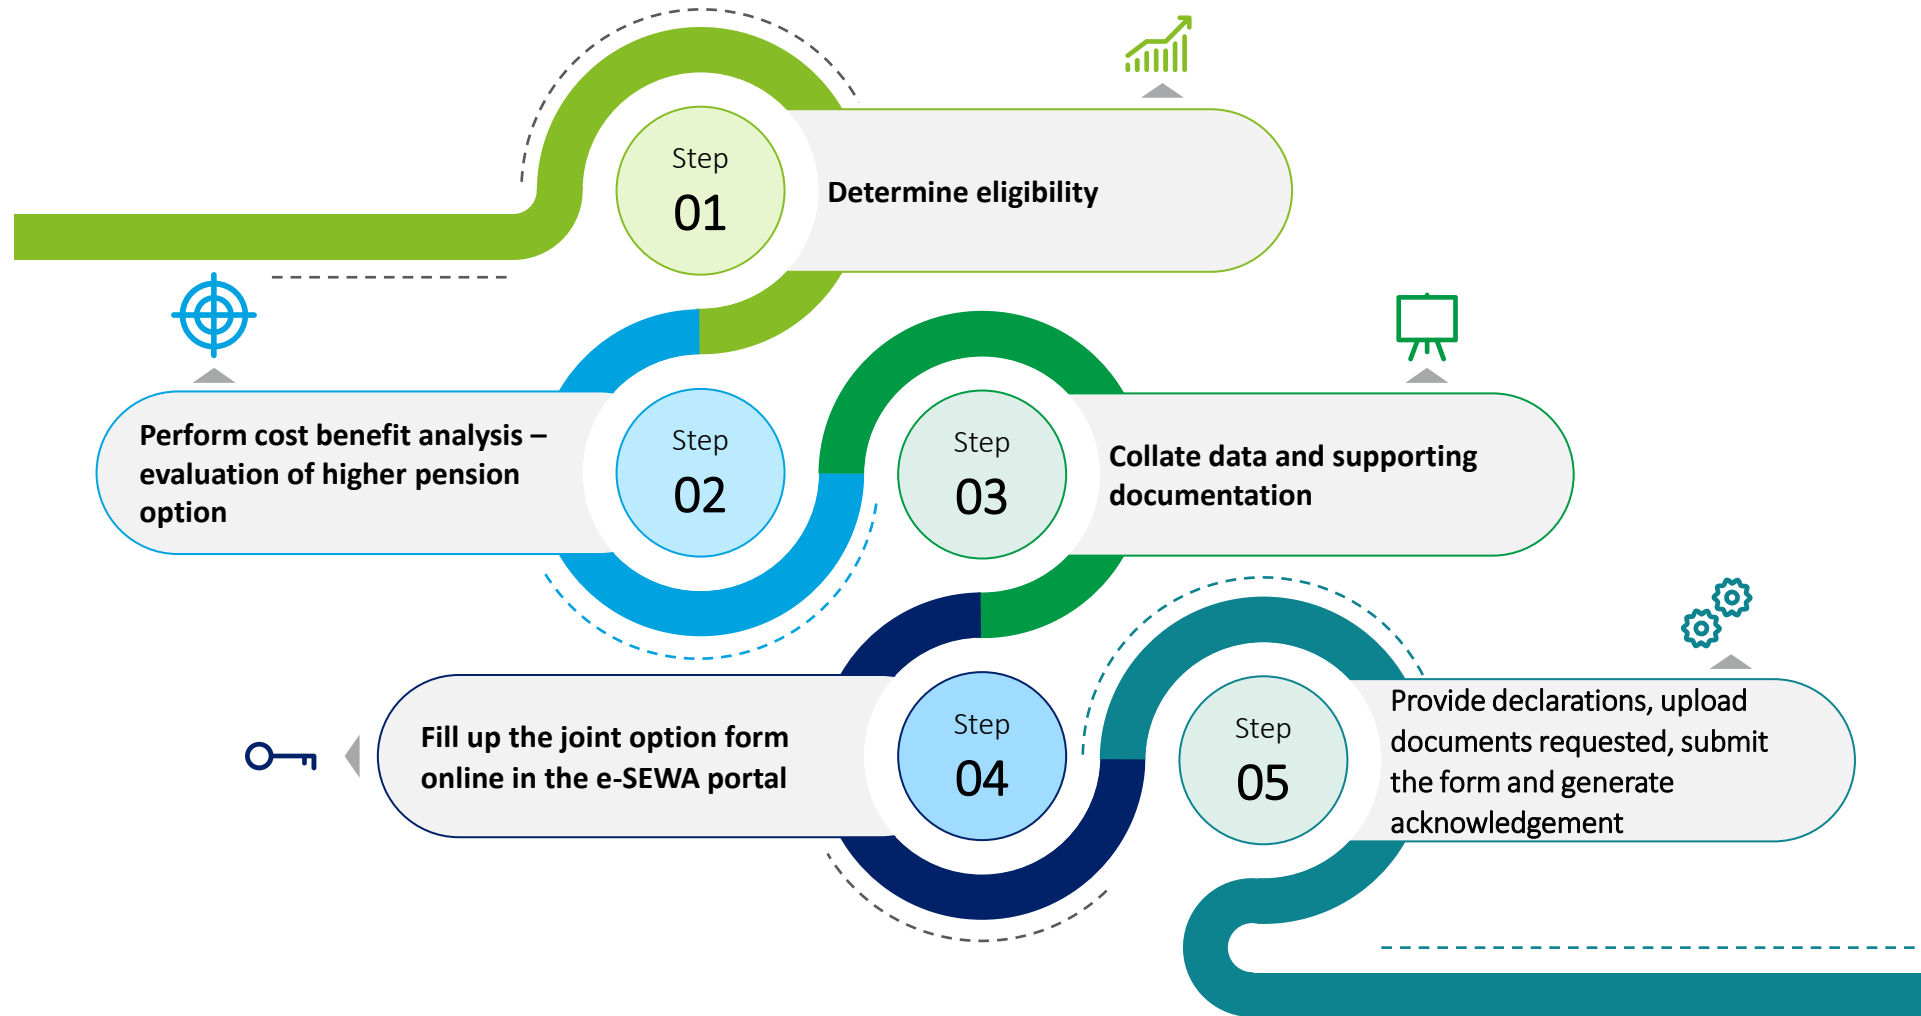 Step
01
Determine eligibility
Step
02
Perform cost benefit analysis –
evaluation of higher pension
option
Step
03
Collate data and supporting
documentation
Step
04
Fill up the joint option form
online in the e-SEWA portal
Step
05
Provide declarations, upload
documents requested, submit
the form and generate
acknowledgement